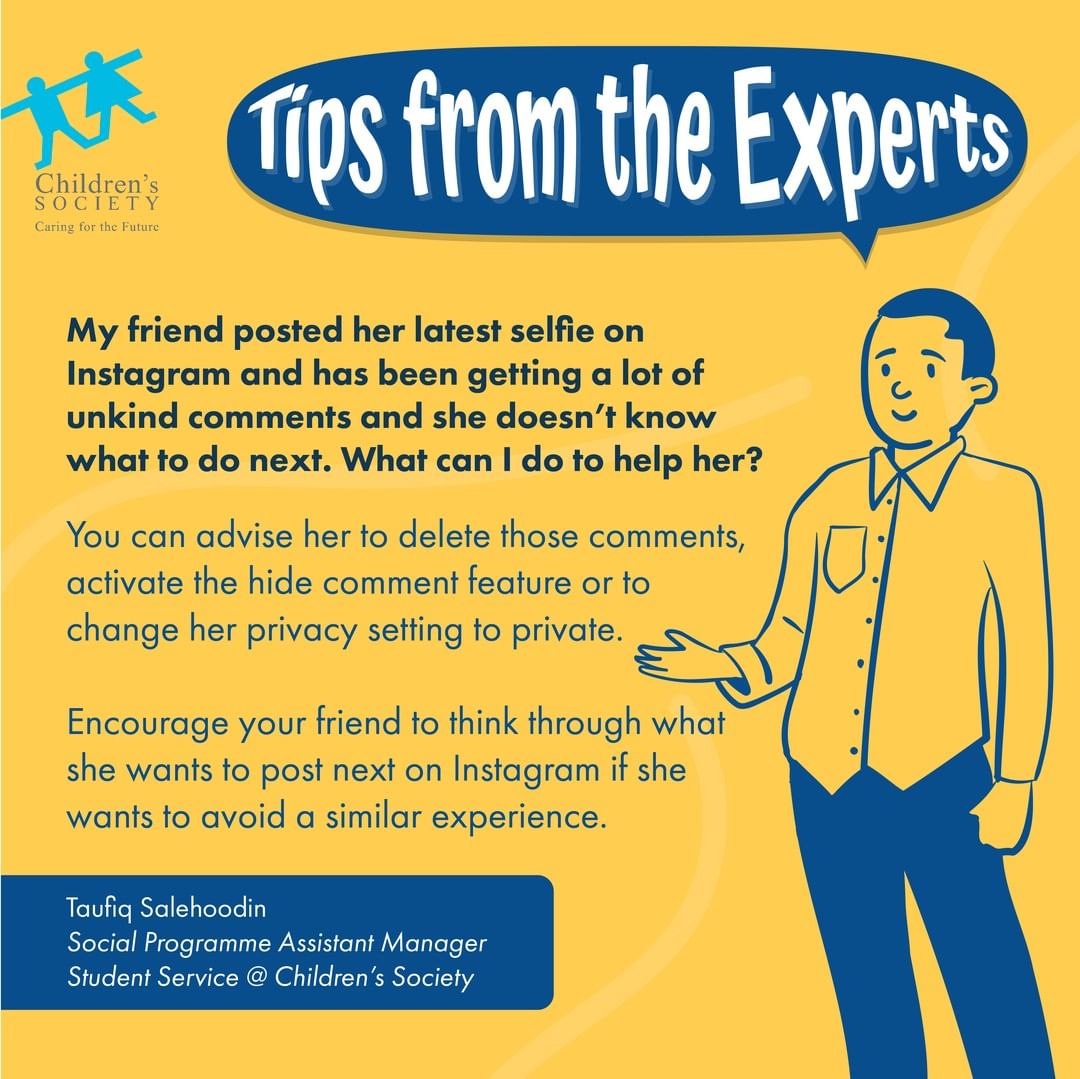 Children's
SOCIETY
Caring for the Future
Tips from the Experts
My friend posted her latest selfie on
Instagram and has been getting a lot of
unkind comments and she doesn't know
what to do next. What can I do to help her?
You can advise her to delete those comments,
activate the hide comment feature or to
change her privacy setting to private.
Encourage your friend to think through what
she wants to post next on Instagram if she
wants to avoid a similar experience.
Taufiq Salehoodin
Social Programme Assistant Manager
Student Service @ Children's Society